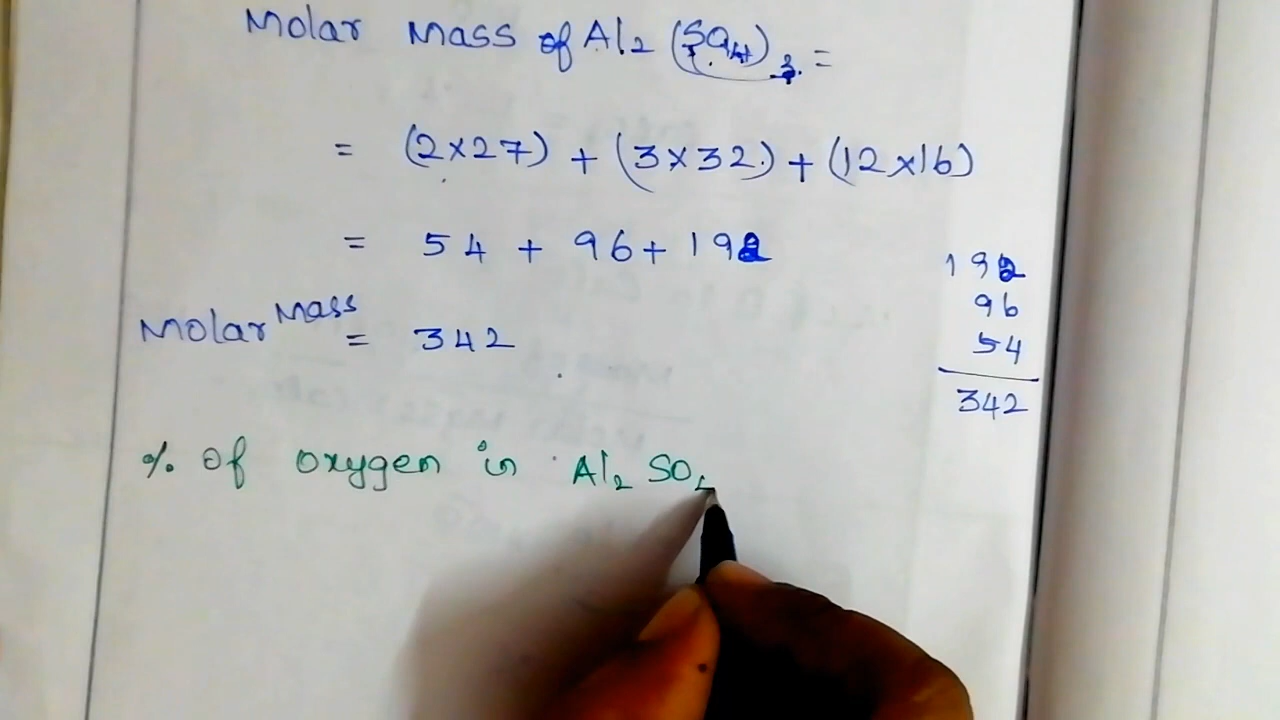 Molar Mass of Al2 (SO4)3 =
= (2×27) + (3×32) + (12×16)
= 54 + 96 + 192
Molar Mass = 342
192
96
54
342
% of oxygen in Al2 SO4